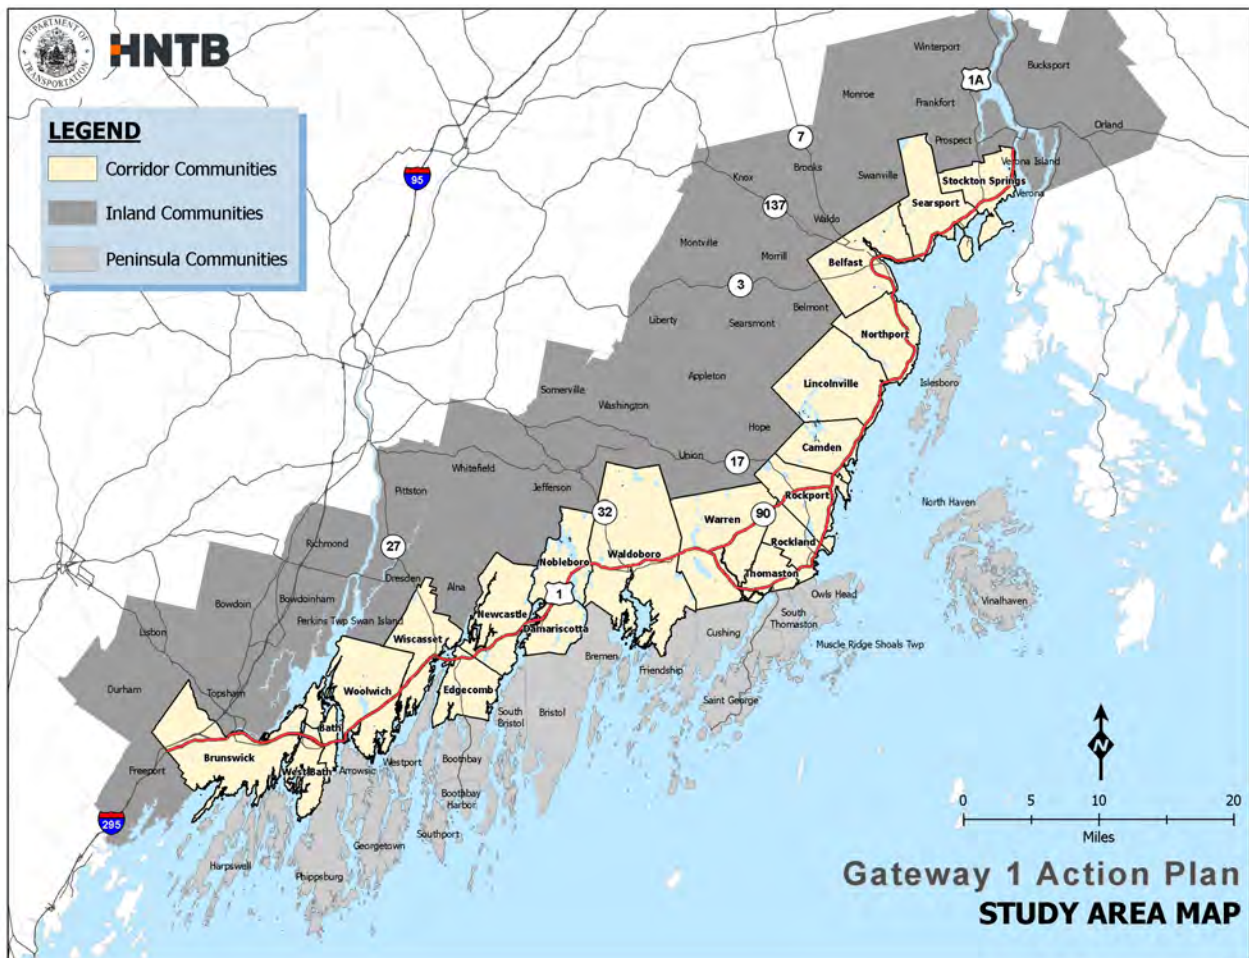 DEPARTMENT OF
TRANSPORTATION
HNTB
LEGEND
Corridor Communities
Inland Communities
Peninsula Communities
Winterport
Bucksport
1A
Monroe
Frankfort
Orland
7
Prospect
Brooks
Verona Island
Knox
Swanville
95
Stockton Springs
Verona
137
Searsport
Waldo
Montville
Morrill
Belfast
3
Belmont
Liberty
Searsmont
Northport
Appleton
Islesboro
Lincolnville
Somerville
Washington
Hope
Camden
Union
17
Whitefield
Jefferson
Pittston
Rockport
North Haven
32
Warren
90
Richmond
27
Rockland
Waldoboro
Nobleboro
Thomaston
Dresden
Alna
1
Owls Head
Vinalhaven
Bowdoin
Bowdoinham
Newcastle
South
Thomaston
Perkins Twp Swan Island
Damariscotta
Lisbon
Wiscasset
Cushing
Muscle Ridge Shoals Twp
Bremen
Friendship
Durham
Topsham
Woolwich
Edgecomb
Saint George
South
Bristol
Bristol
Bath
Brunswick
Westport
Boothbay
Freeport
West Bath
Arrowsic
Boothbay
Harbor
295
Southport
Georgetown
Harpswell
Phippsburg
N
0 5 10 20
Miles
Gateway 1 Action Plan
STUDY AREA MAP